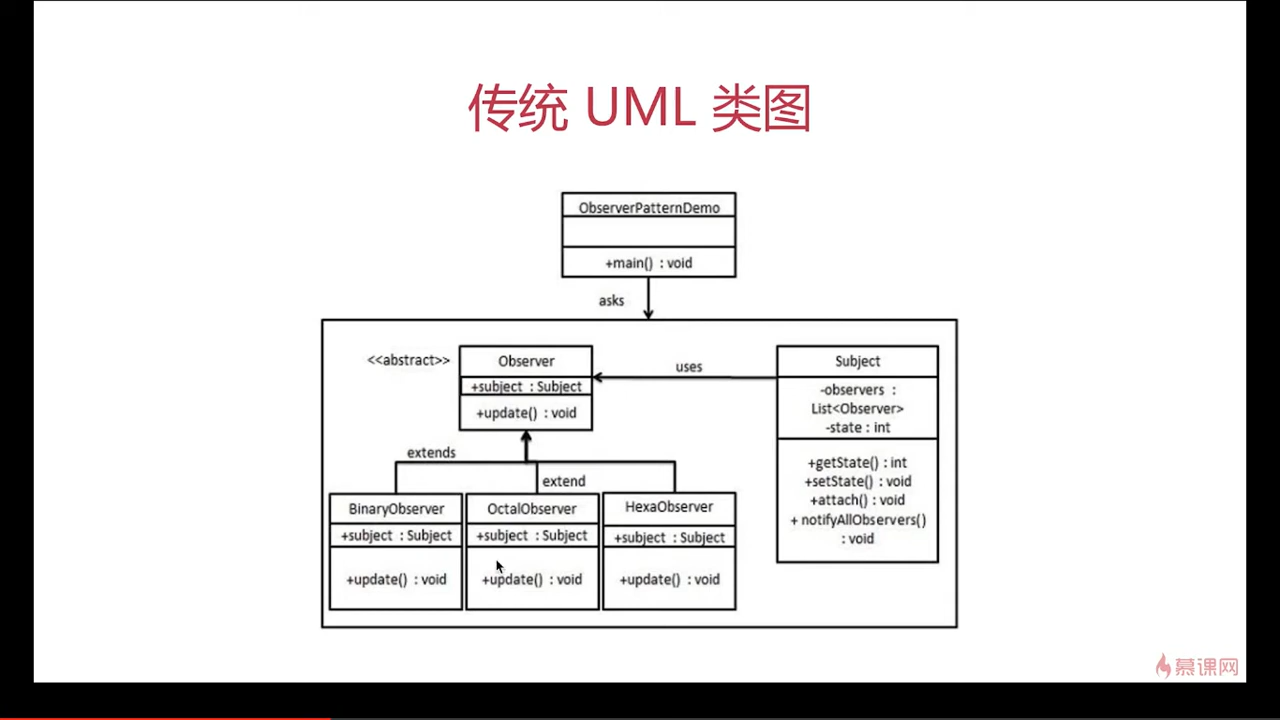 传统 UML 类图
ObserverPatternDemo
+main() : void
asks
<<abstract>>
Observer
+subject : Subject
+update() : void
uses
Subject
-observers :
List<Observer>
-state : int
+getState() : int
+setState() : void
+attach() : void
+ notifyAllObservers()
: void
extends
extend
BinaryObserver
+subject : Subject
+update() : void
OctalObserver
+subject : Subject
+update() : void
HexaObserver
+subject : Subject
+update() : void
慕课网